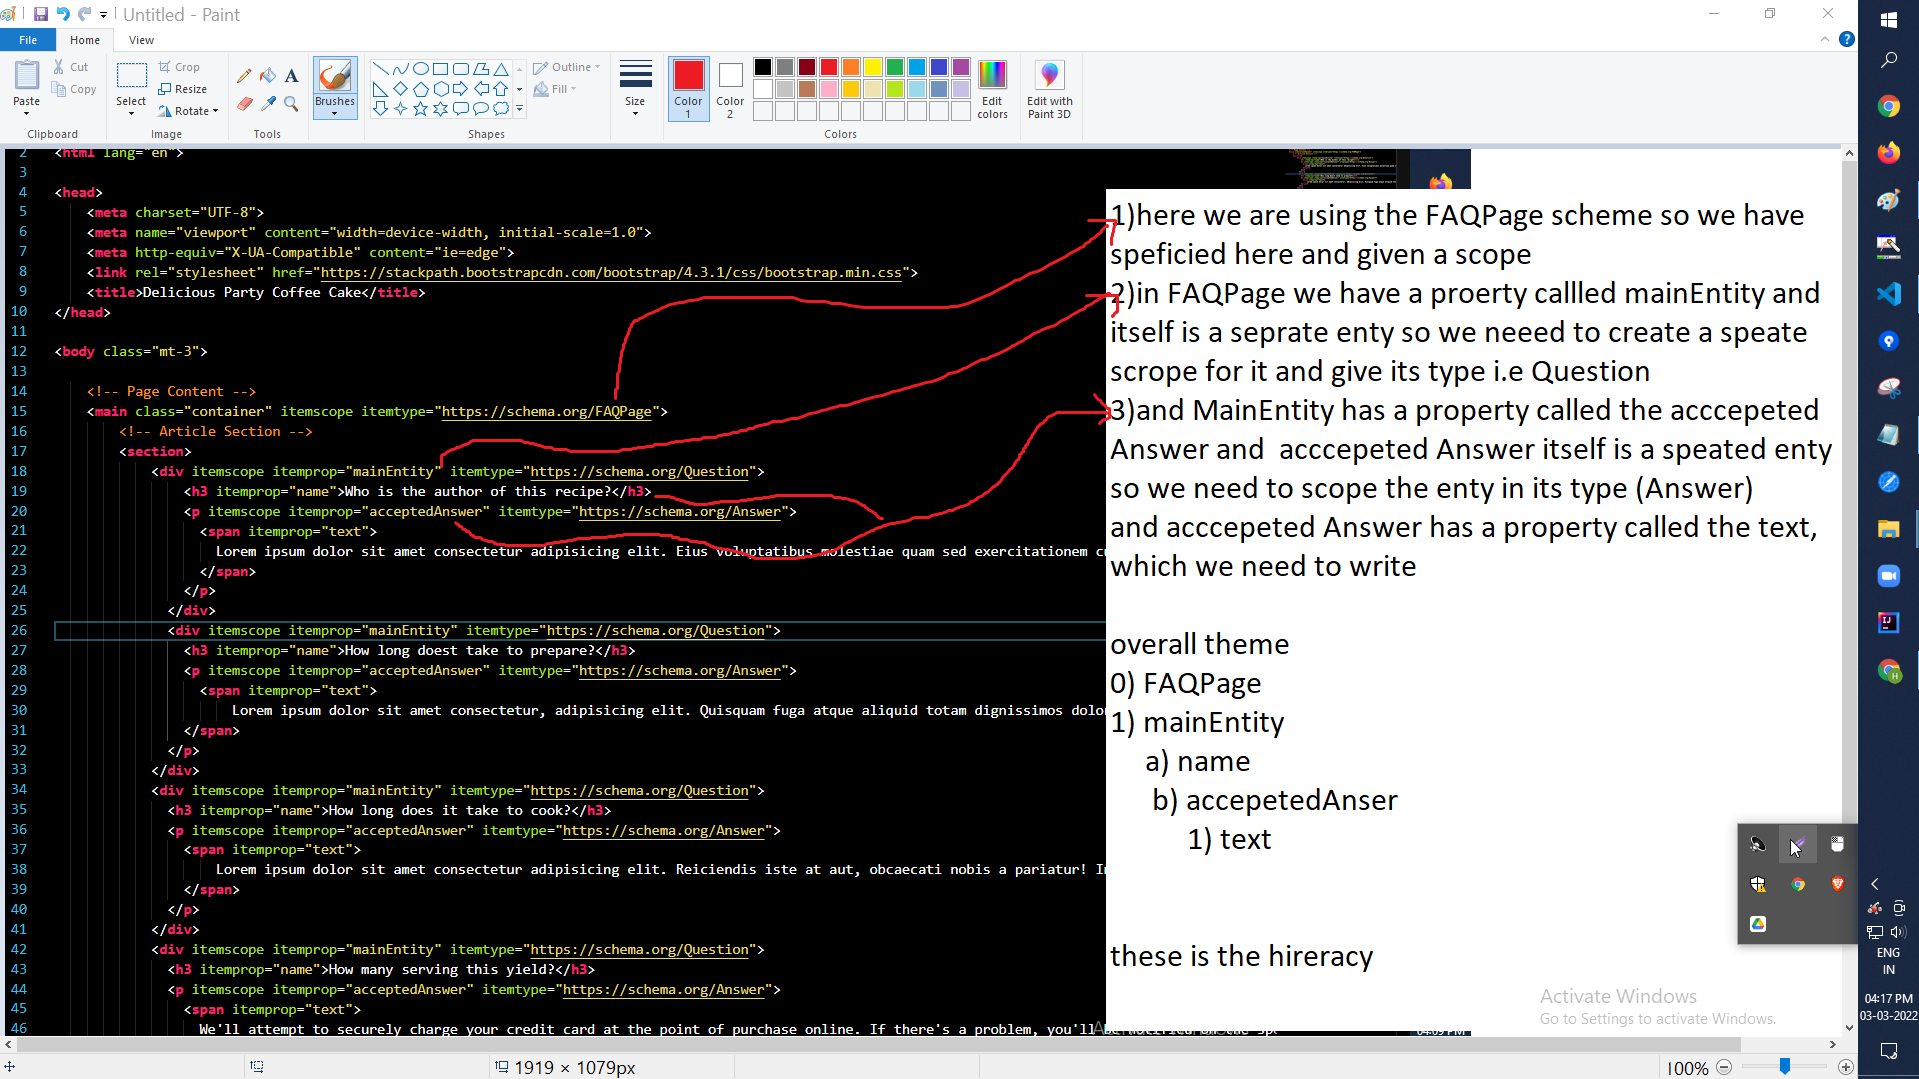 Untitled - Paint
File Home View
Cut
Copy
Paste
Clipboard
Crop
Resize
Rotate
Select
Image
Tools
Brushes
Outline
Fill
Shapes
Size
Color 1
Color 2
Edit colors
Colors
Edit with Paint 3D
2 <html lang="en">
3
4 <head>
5 <meta charset="UTF-8">
6 <meta name="viewport" content="width=device-width, initial-scale=1.0">
7 <meta http-equiv="X-UA-Compatible" content="ie=edge">
8 <link rel="stylesheet" href="https://stackpath.bootstrapcdn.com/bootstrap/4.3.1/css/bootstrap.min.css">
9 <title>Delicious Party Coffee Cake</title>
10 </head>
11
12 <body class="mt-3">
13
14 <!-- Page Content -->
15 <main class="container" itemscope itemtype="https://schema.org/FAQPage">
16 <!-- Article Section -->
17 <section>
18 <div itemscope itemprop="mainEntity" itemtype="https://schema.org/Question">
19 <h3 itemprop="name">Who is the author of this recipe?</h3>
20 <p itemscope itemprop="acceptedAnswer" itemtype="https://schema.org/Answer">
21 <span itemprop="text">
22 Lorem ipsum dolor sit amet consectetur adipisicing elit. Eius voluptatibus molestiae quam sed exercitationem
23 </span>
24 </p>
25 </div>
26 <div itemscope itemprop="mainEntity" itemtype="https://schema.org/Question">
27 <h3 itemprop="name">How long doest take to prepare?</h3>
28 <p itemscope itemprop="acceptedAnswer" itemtype="https://schema.org/Answer">
29 <span itemprop="text">
30 Lorem ipsum dolor sit amet consectetur, adipisicing elit. Quisquam fuga atque aliquid totam dignissimos
31 </span>
32 </p>
33 </div>
34 <div itemscope itemprop="mainEntity" itemtype="https://schema.org/Question">
35 <h3 itemprop="name">How long does it take to cook?</h3>
36 <p itemscope itemprop="acceptedAnswer" itemtype="https://schema.org/Answer">
37 <span itemprop="text">
38 Lorem ipsum dolor sit amet consectetur adipisicing elit. Reiciendis iste at aut, obcaecati nobis a pariatur!
39 </span>
40 </p>
41 </div>
42 <div itemscope itemprop="mainEntity" itemtype="https://schema.org/Question">
43 <h3 itemprop="name">How many serving this yield?</h3>
44 <p itemscope itemprop="acceptedAnswer" itemtype="https://schema.org/Answer">
45 <span itemprop="text">
46 We'll attempt to securely charge your credit card at the point of purchase online. If there's a problem, you'll
1)here we are using the FAQPage scheme so we have
speficied here and given a scope
2)in FAQPage we have a proerty callled mainEntity and
itself is a seprate enty so we neeed to create a speate
scrope for it and give its type i.e Question
3)and MainEntity has a property called the acccepeted
Answer and acccepeted Answer itself is a speated enty
so we need to scope the enty in its type (Answer)
and acccepeted Answer has a property called the text,
which we need to write
overall theme
0) FAQPage
1) mainEntity
a) name
b) accepetedAnser
1) text
these is the hireracy
Activate Windows
Go to Settings to activate Windows.
1919 × 1079px
100%
ENG
IN
04:17 PM
03-03-2022